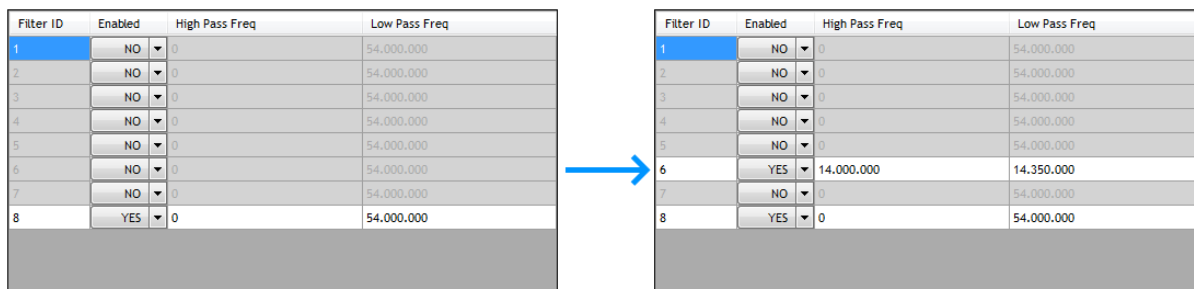 Filter ID Enabled High Pass Freq Low Pass Freq
1 NO 0 54.000.000
2 NO 0 54.000.000
3 NO 0 54.000.000
4 NO 0 54.000.000
5 NO 0 54.000.000
6 NO 0 54.000.000
7 NO 0 54.000.000
8 YES 0 54.000.000
Filter ID Enabled High Pass Freq Low Pass Freq
1 NO 0 54.000.000
2 NO 0 54.000.000
3 NO 0 54.000.000
4 NO 0 54.000.000
5 NO 0 54.000.000
6 YES 14.000.000 14.350.000
7 NO 0 54.000.000
8 YES 0 54.000.000